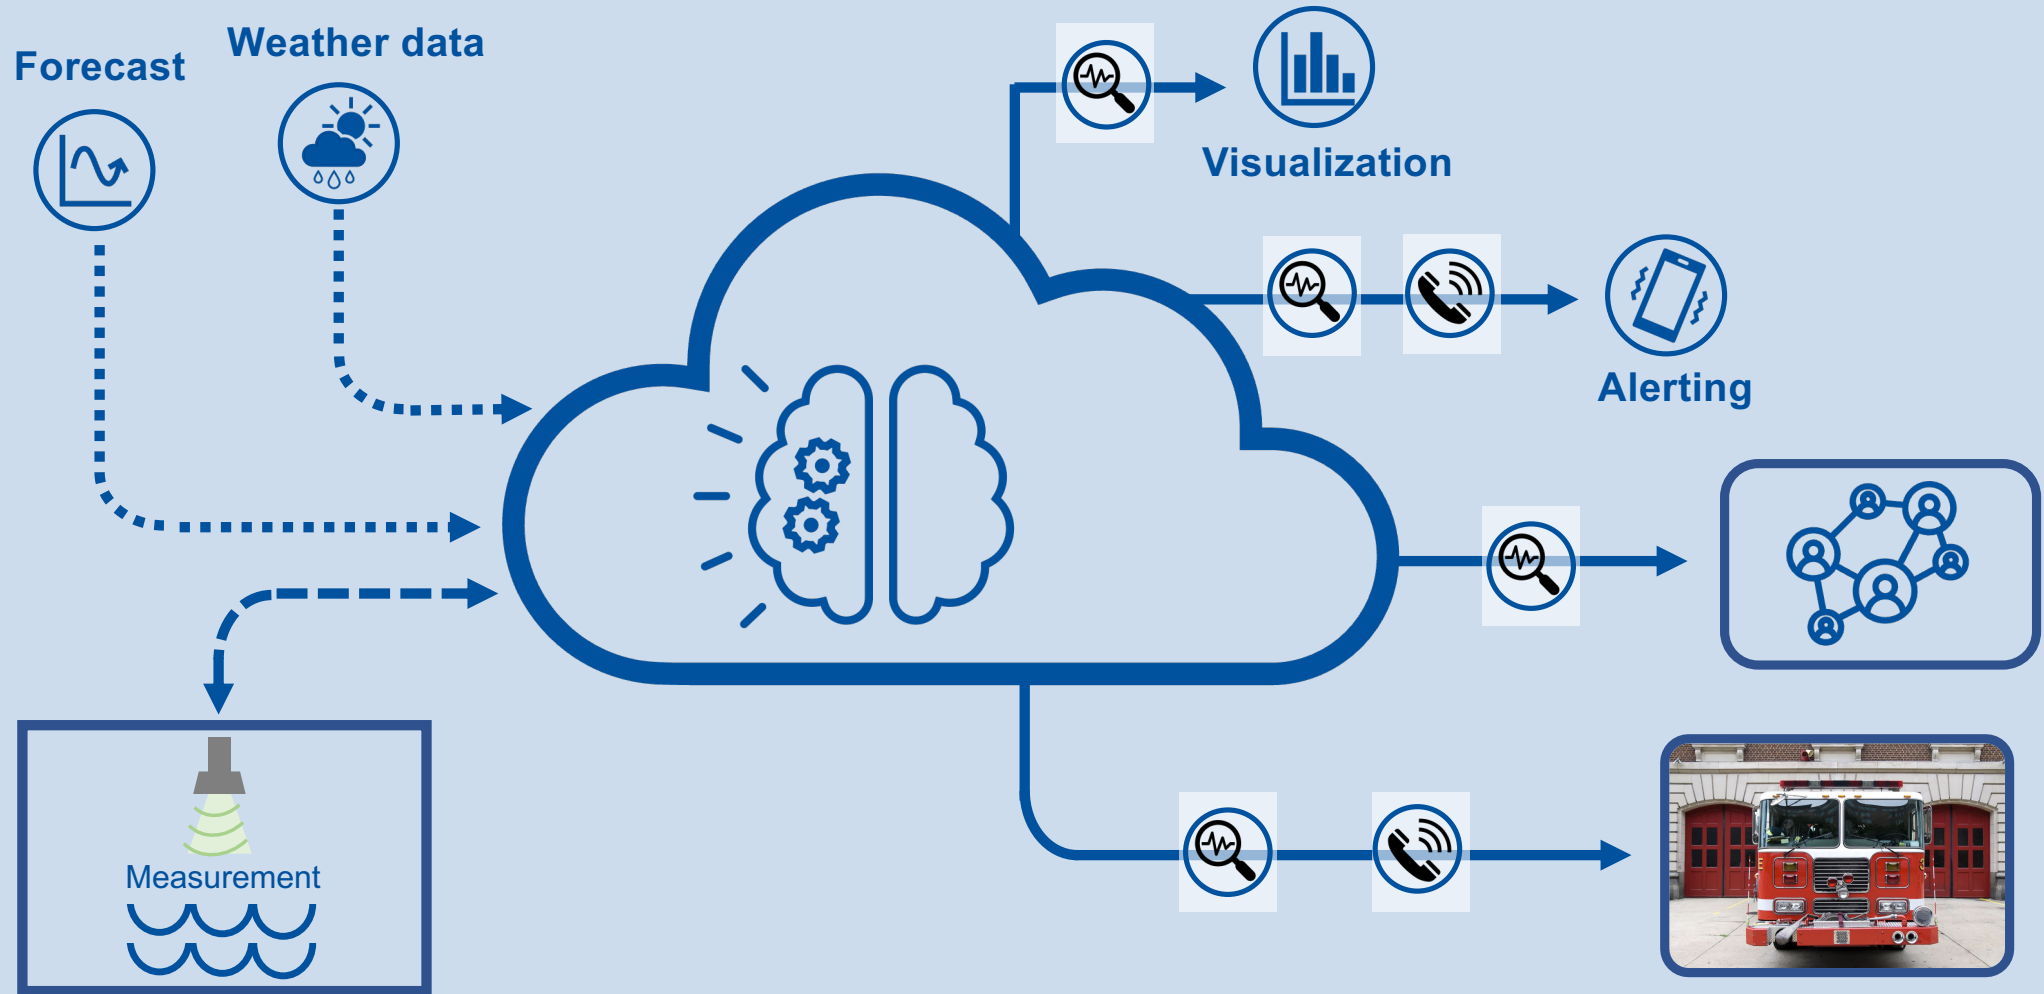 Forecast
Weather data
Visualization
Alerting
Measurement